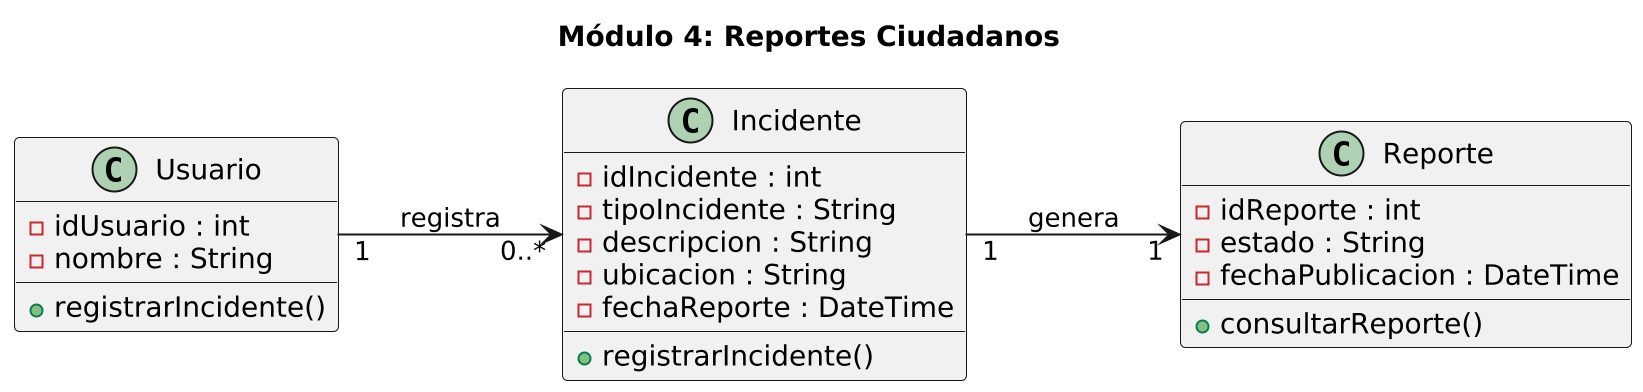 Módulo 4: Reportes Ciudadanos
C Usuario
idUsuario : int
nombre : String
registrarIncidente()
registra
1
0..*
C Incidente
idIncidente : int
tipoIncidente : String
descripcion : String
ubicacion : String
fechaReporte : DateTime
registrarIncidente()
genera
1
1
C Reporte
idReporte : int
estado : String
fechaPublicacion : DateTime
consultarReporte()